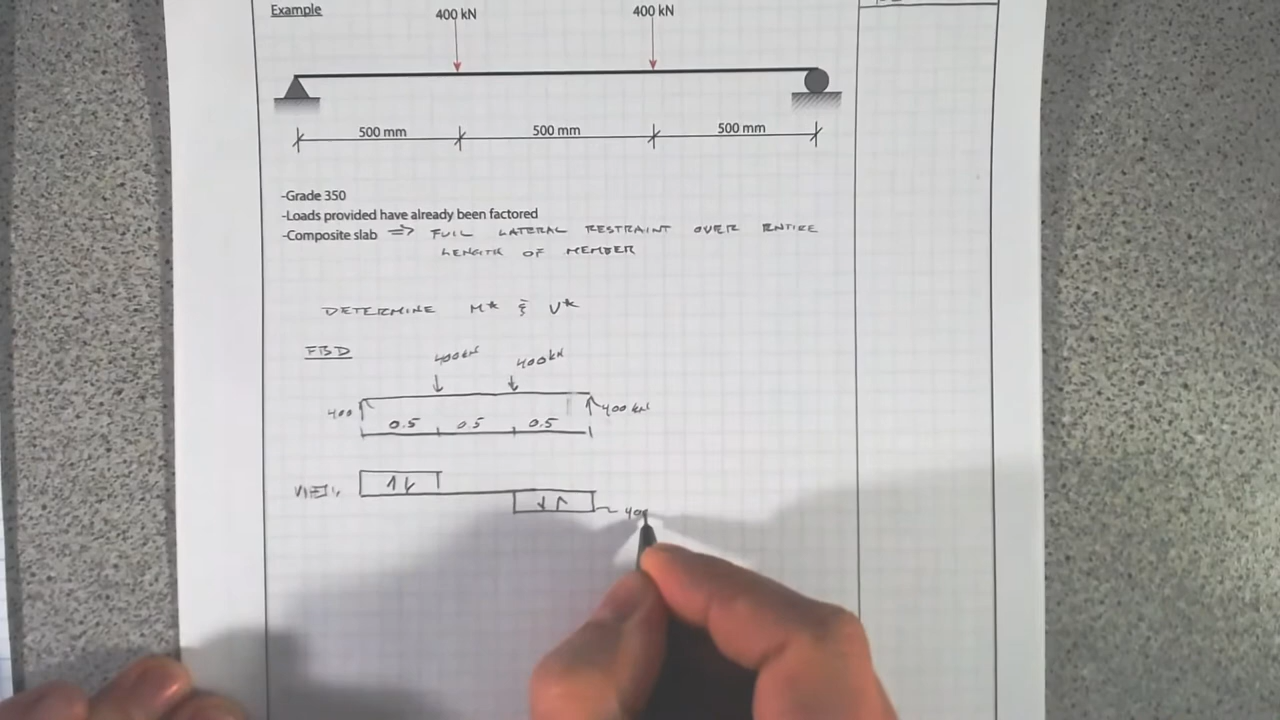 Example
400 kN 400 kN
500 mm 500 mm 500 mm
-Grade 350
-Loads provided have already been factored
-Composite slab => FULL LATERAL RESTRAINT OVER ENTIRE
LENGTH OF MEMBER
DETERMINE M* & V*
FBD
400kN 400kN
400 400 kN
0.5 0.5 0.5